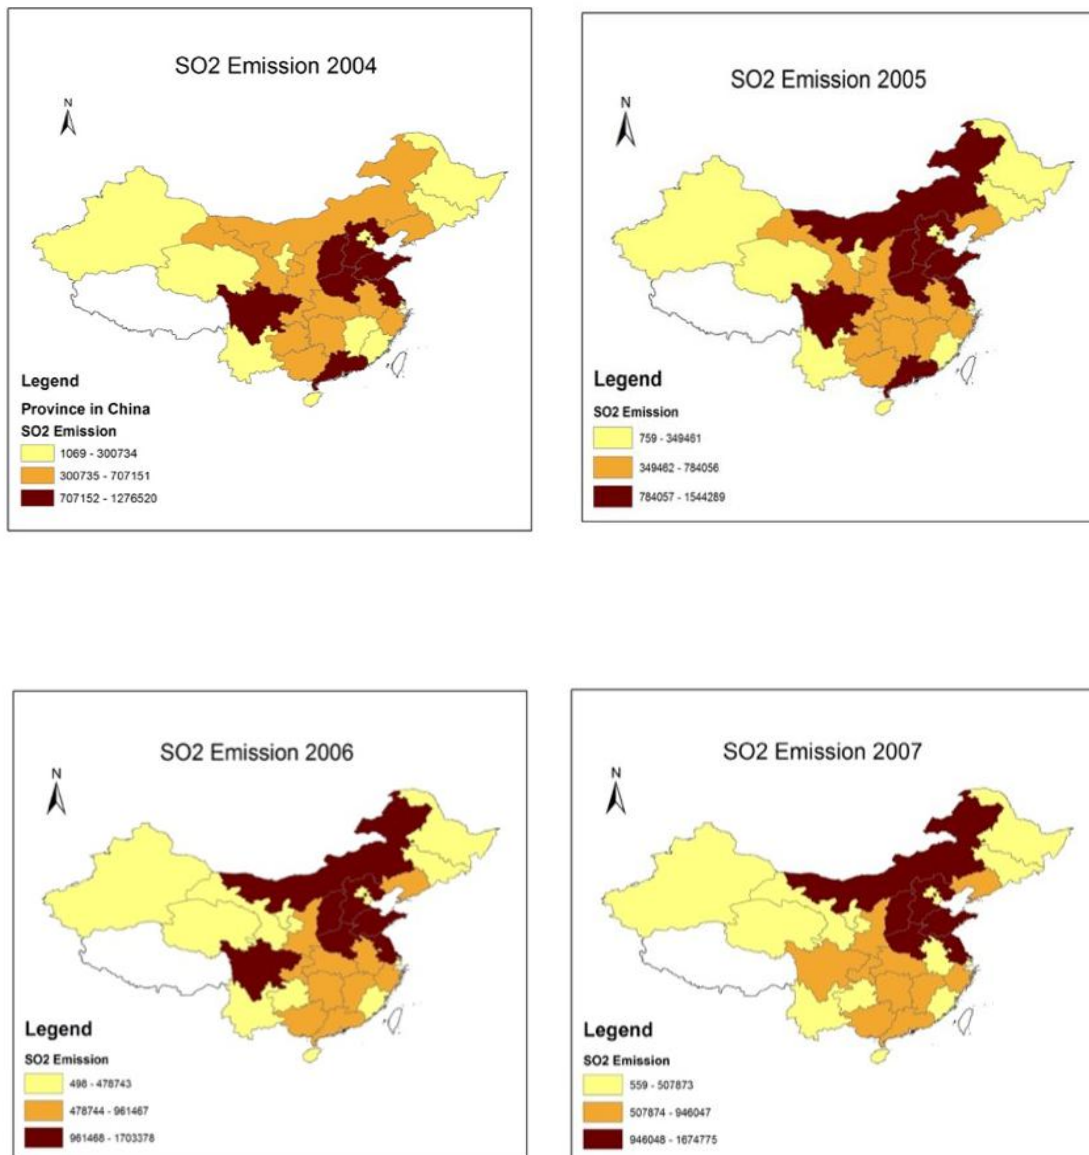 SO2 Emission 2004
N
Legend
Province in China
SO2 Emission
1069 - 300734
300735 - 707151
707152 - 1276520
SO2 Emission 2005
N
Legend
SO2 Emission
759 - 349461
349462 - 784056
784057 - 1544289
SO2 Emission 2006
N
Legend
SO2 Emission
498 - 478743
478744 - 961467
961468 - 1703378
SO2 Emission 2007
N
Legend
SO2 Emission
559 - 507873
507874 - 946047
946048 - 1674775